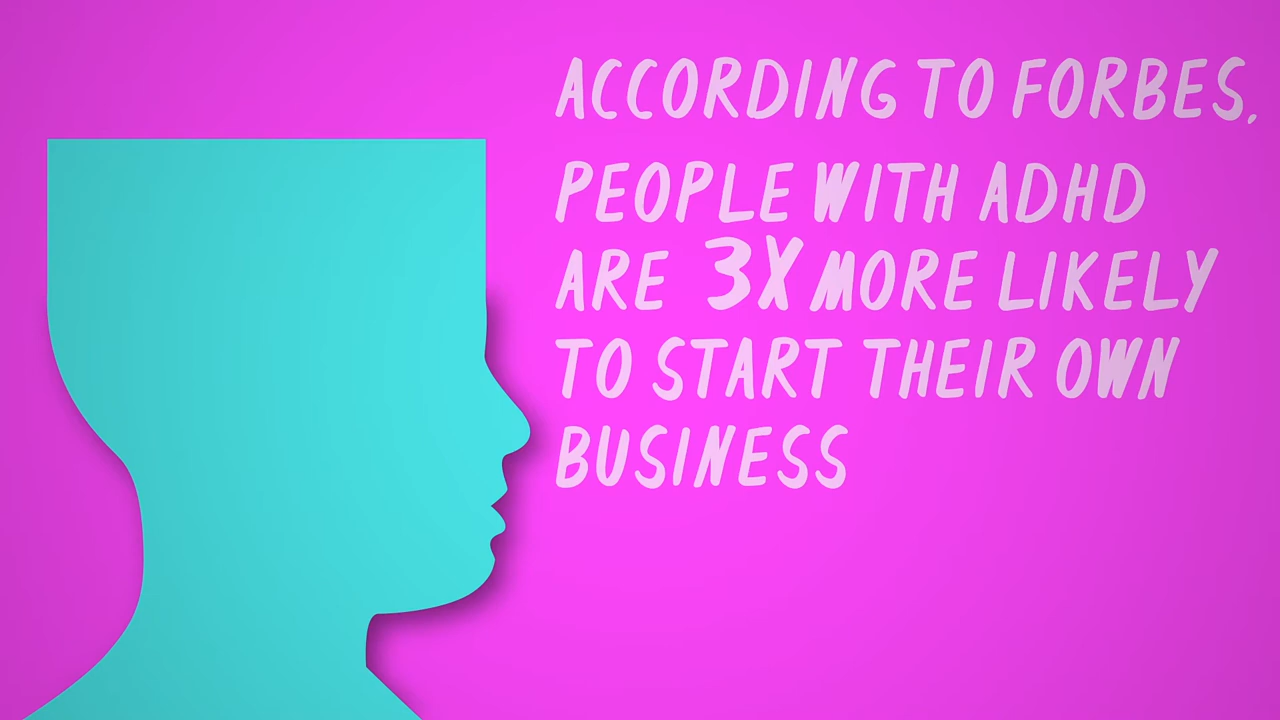 ACCORDING TO FORBES,
PEOPLE WITH ADHD
ARE 3X MORE LIKELY
TO START THEIR OWN
BUSINESS